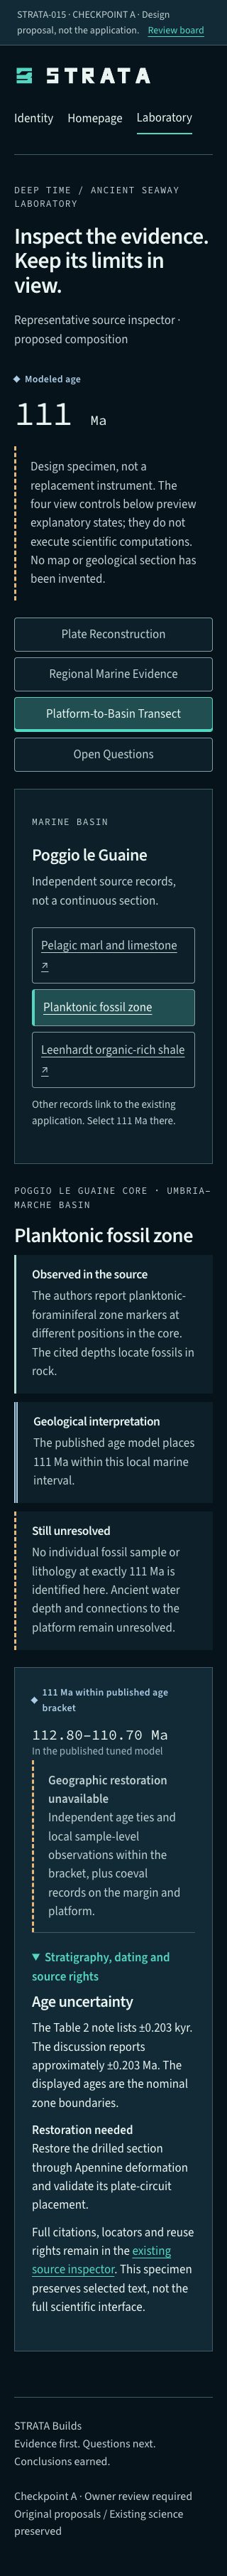 STRATA-015 · CHECKPOINT A · Design
proposal, not the application. Review board
STRATA
Identity Homepage Laboratory
DEEP TIME / ANCIENT SEAWAY
LABORATORY
Inspect the evidence.
Keep its limits in
view.
Representative source inspector ·
proposed composition
Modeled age
111 Ma
Design specimen, not a
replacement instrument. The
four view controls below preview
explanatory states; they do not
execute scientific computations.
No map or geological section has
been invented.
Plate Reconstruction
Regional Marine Evidence
Platform-to-Basin Transect
Open Questions
MARINE BASIN
Poggio le Guaine
Independent source records,
not a continuous section.
Pelagic marl and limestone
↗
Planktonic fossil zone
Leenhardt organic-rich shale
↗
Other records link to the existing
application. Select 111 Ma there.
POGGIO LE GUAINE CORE · UMBRIA–
MARCHE BASIN
Planktonic fossil zone
Observed in the source
The authors report planktonic-
foraminiferal zone markers at
different positions in the core.
The cited depths locate fossils in
rock.
Geological interpretation
The published age model places
111 Ma within this local marine
interval.
Still unresolved
No individual fossil sample or
lithology at exactly 111 Ma is
identified here. Ancient water
depth and connections to the
platform remain unresolved.
111 Ma within published age
bracket
112.80–110.70 Ma
In the published tuned model
Geographic restoration
unavailable
Independent age ties and
local sample-level
observations within the
bracket, plus coeval
records on the margin and
platform.
▼ Stratigraphy, dating and
source rights
Age uncertainty
The Table 2 note lists ±0.203 kyr.
The discussion reports
approximately ±0.203 Ma. The
displayed ages are the nominal
zone boundaries.
Restoration needed
Restore the drilled section
through Apennine deformation
and validate its plate-circuit
placement.
Full citations, locators and reuse
rights remain in the existing
source inspector. This specimen
preserves selected text, not the
full scientific interface.
STRATA Builds
Evidence first. Questions next.
Conclusions earned.
Checkpoint A · Owner review required
Original proposals / Existing science
preserved